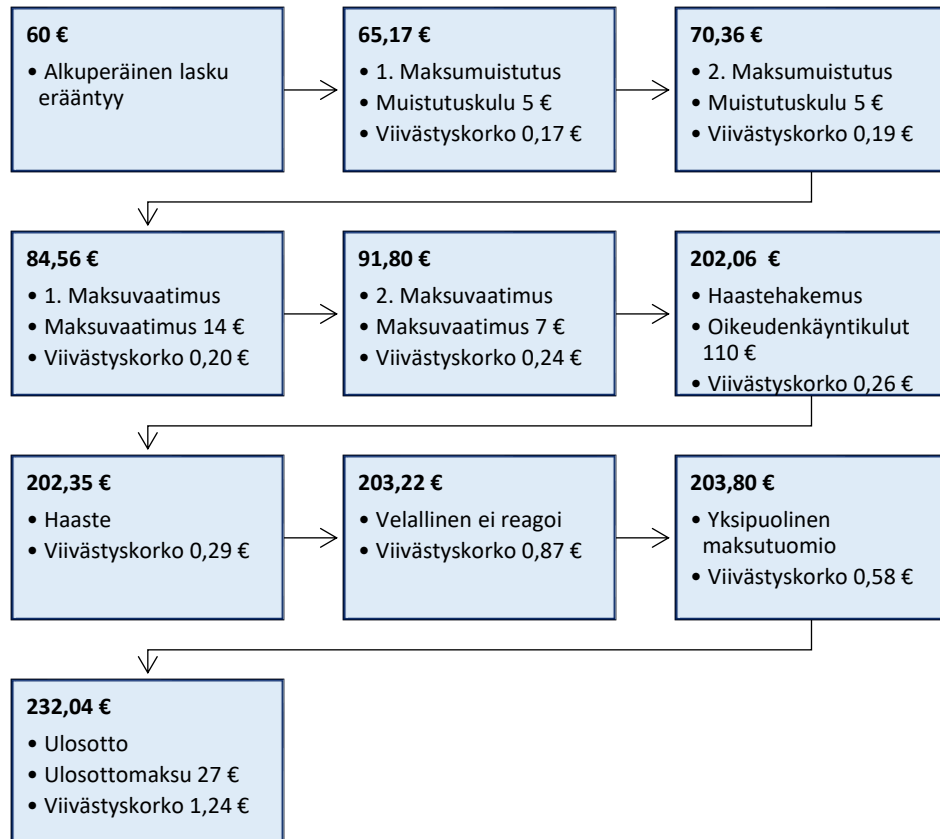 60 €
• Alkuperäinen lasku
erääntyy
65,17 €
• 1. Maksumuistutus
• Muistutuskulu 5 €
• Viivästyskorko 0,17 €
70,36 €
• 2. Maksumuistutus
• Muistutuskulu 5 €
• Viivästyskorko 0,19 €
84,56 €
• 1. Maksuvaatimus
• Maksuvaatimus 14 €
• Viivästyskorko 0,20 €
91,80 €
• 2. Maksuvaatimus
• Maksuvaatimus 7 €
• Viivästyskorko 0,24 €
202,06 €
• Haastehakemus
• Oikeudenkäyntikulut
110 €
• Viivästyskorko 0,26 €
202,35 €
• Haaste
• Viivästyskorko 0,29 €
203,22 €
• Velallinen ei reagoi
• Viivästyskorko 0,87 €
203,80 €
• Yksipuolinen
maksutuomio
• Viivästyskorko 0,58 €
232,04 €
• Ulosotto
• Ulosottomaksu 27 €
• Viivästyskorko 1,24 €